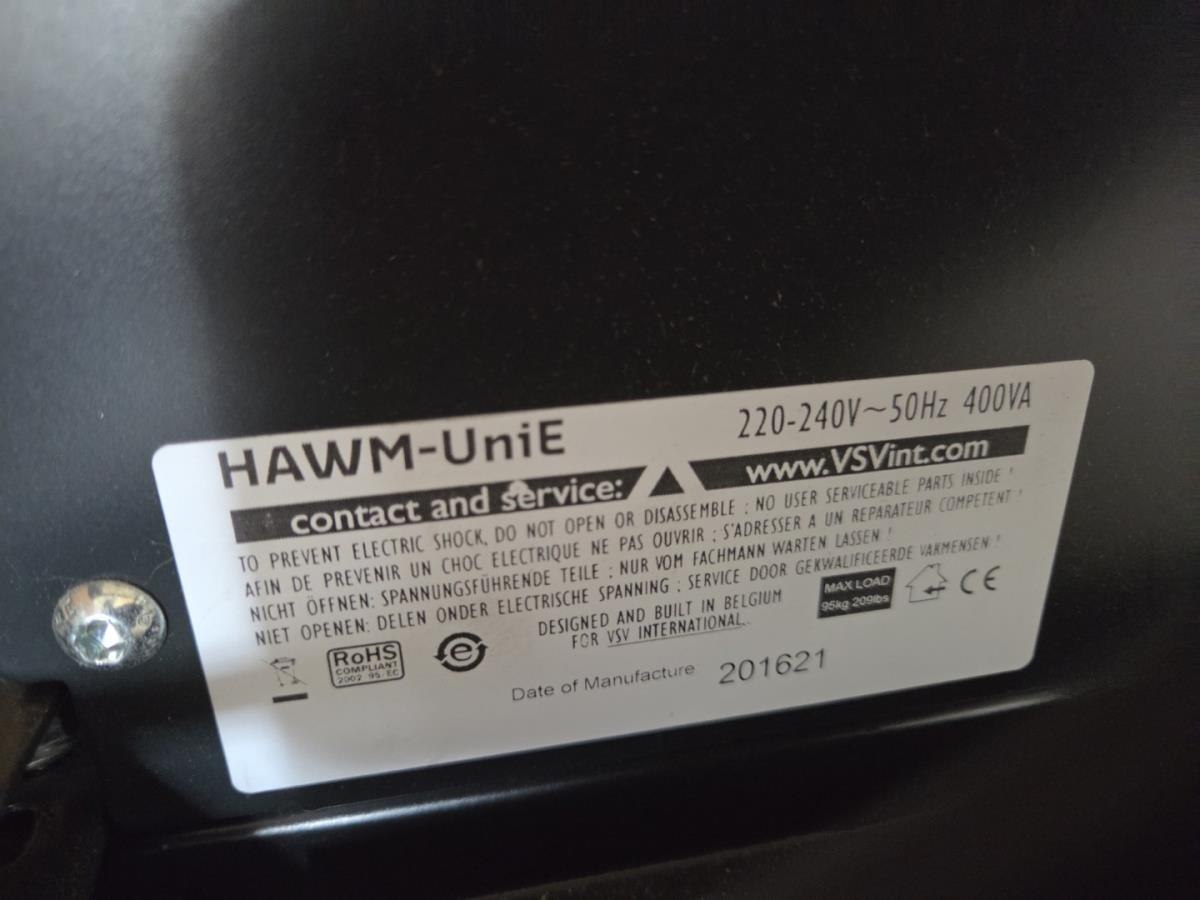 HAWM-UniE
220-240V~50Hz 400VA
contact and service:
www.VSVint.com
TO PREVENT ELECTRIC SHOCK, DO NOT OPEN OR DISASSEMBLE : NO USER SERVICEABLE PARTS INSIDE !
AFIN DE PREVENIR UN CHOC ELECTRIQUE NE PAS OUVRIR ; S'ADRESSER A UN REPARATEUR COMPETENT !
NICHT ÖFFNEN: SPANNUNGSFÜHRENDE TEILE ; NUR VOM FACHMANN WARTEN LASSEN !
NIET OPENEN: DELEN ONDER ELECTRISCHE SPANNING ; SERVICE DOOR GEKWALIFICEERDE VAKMENSEN !
MAX LOAD
95kg-209lbs
CE
DESIGNED AND BUILT IN BELGIUM
FOR VSV INTERNATIONAL.
RoHS
COMPLIANT
2002/95/EC
e
Date of Manufacture 201621